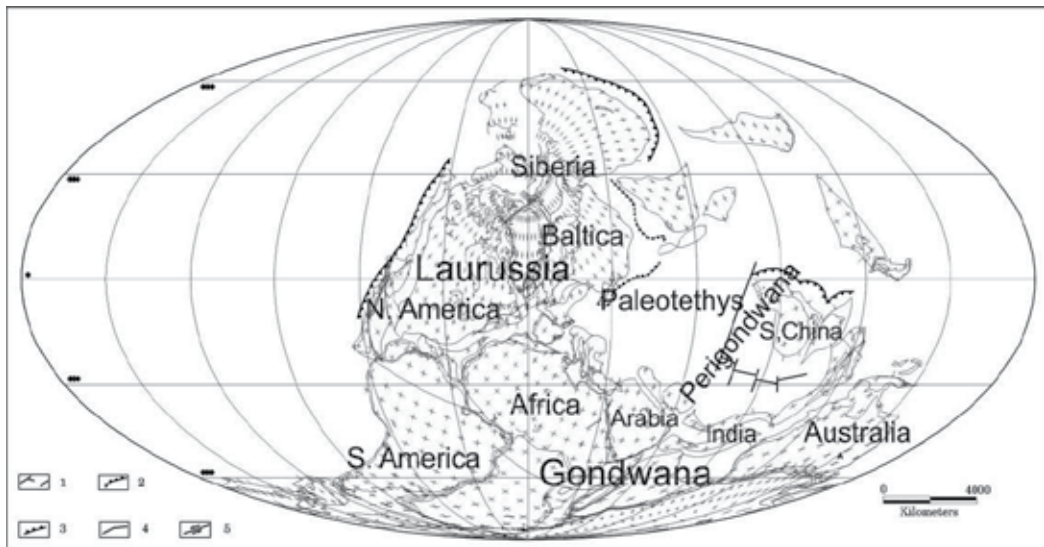 Siberia
Baltica
Laurussia
N. America
Paleotethys
Perigondwana
S,China
Africa
Arabia
India
Australia
S. America
Gondwana
1
2
3
4
5
0 4000
Kilometers